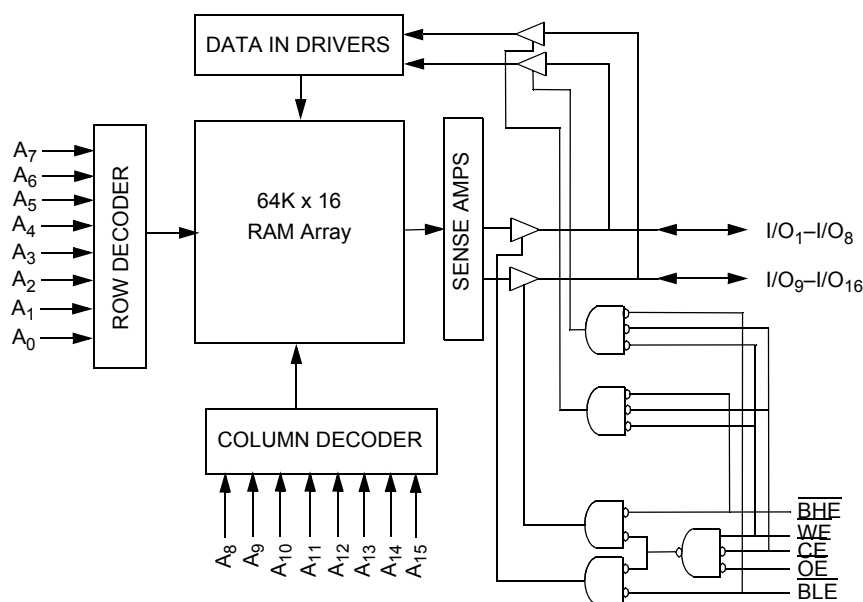 DATA IN DRIVERS
A7
A6
A5
A4
A3
A2
A1
A0
ROW DECODER
64K x 16
RAM Array
SENSE AMPS
I/O1–I/O8
I/O9–I/O16
COLUMN DECODER
A8
A9
A10
A11
A12
A13
A14
A15
BHE
WE
CE
OE
BLE